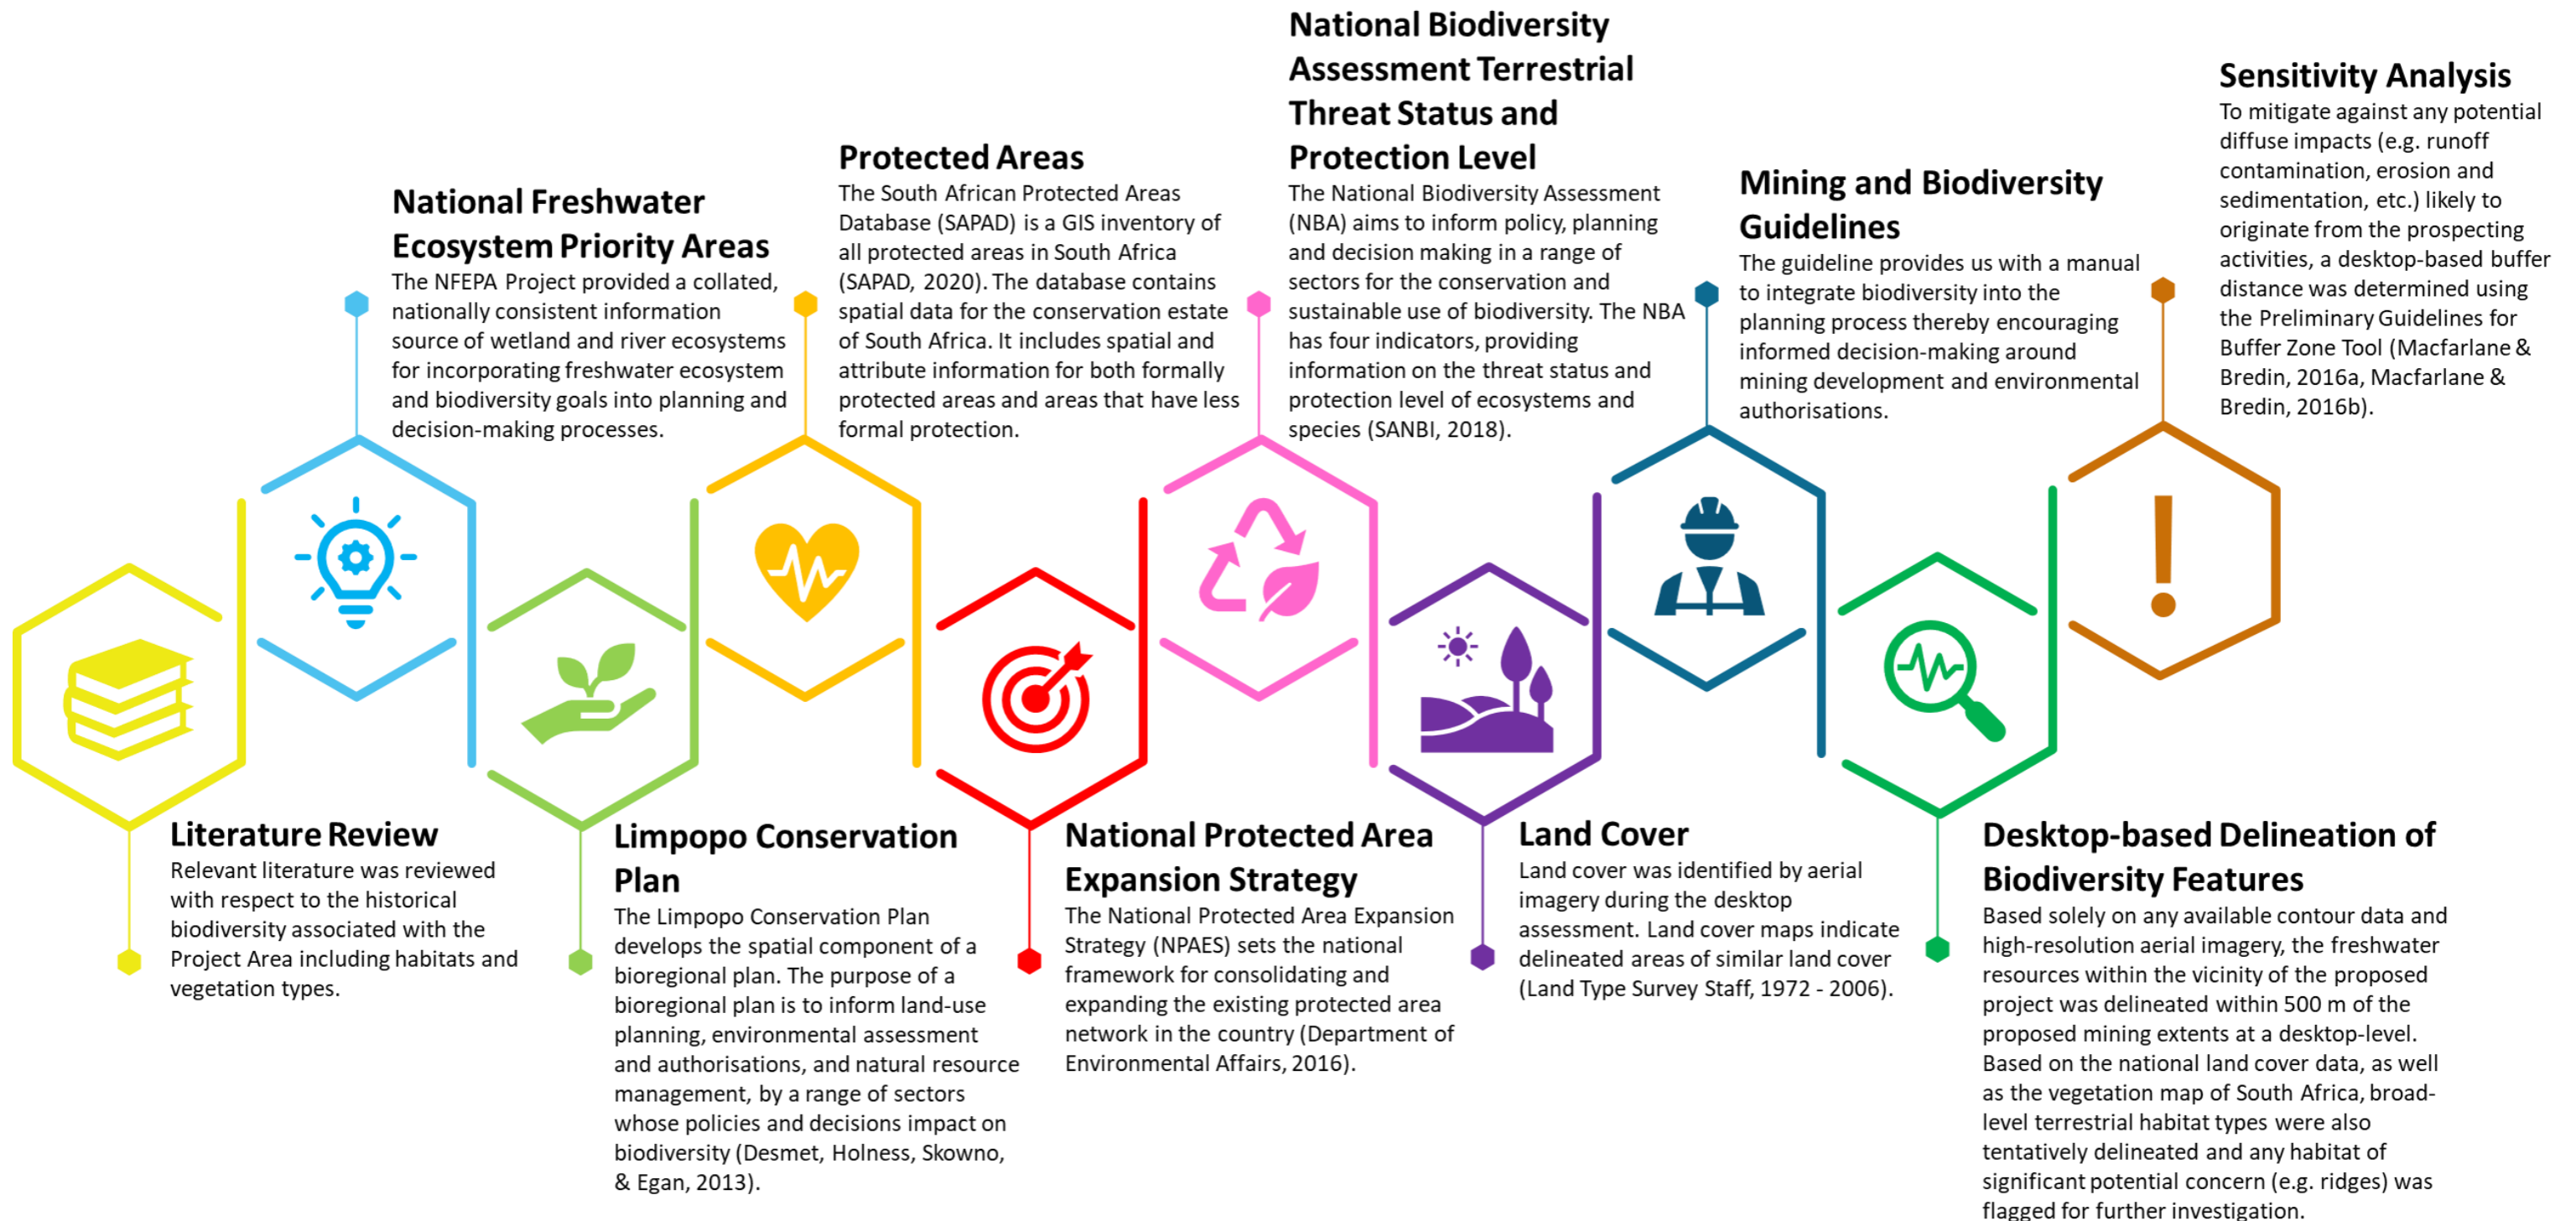 Literature Review
Relevant literature was reviewed
with respect to the historical
biodiversity associated with the
Project Area including habitats and
vegetation types.
National Freshwater
Ecosystem Priority Areas
The NFEPA Project provided a collated,
nationally consistent information
source of wetland and river ecosystems
for incorporating freshwater ecosystem
and biodiversity goals into planning and
decision-making processes.
Limpopo Conservation
Plan
The Limpopo Conservation Plan
develops the spatial component of a
bioregional plan. The purpose of a
bioregional plan is to inform land-use
planning, environmental assessment
and authorisations, and natural resource
management, by a range of sectors
whose policies and decisions impact on
biodiversity (Desmet, Holness, Skowno,
& Egan, 2013).
Protected Areas
The South African Protected Areas
Database (SAPAD) is a GIS inventory of
all protected areas in South Africa
(SAPAD, 2020). The database contains
spatial data for the conservation estate
of South Africa. It includes spatial and
attribute information for both formally
protected areas and areas that have less
formal protection.
National Protected Area
Expansion Strategy
The National Protected Area Expansion
Strategy (NPAES) sets the national
framework for consolidating and
expanding the existing protected area
network in the country (Department of
Environmental Affairs, 2016).
National Biodiversity
Assessment Terrestrial
Threat Status and
Protection Level
The National Biodiversity Assessment
(NBA) aims to inform policy, planning
and decision making in a range of
sectors for the conservation and
sustainable use of biodiversity. The NBA
has four indicators, providing
information on the threat status and
protection level of ecosystems and
species (SANBI, 2018).
Land Cover
Land cover was identified by aerial
imagery during the desktop
assessment. Land cover maps indicate
delineated areas of similar land cover
(Land Type Survey Staff, 1972 - 2006).
Mining and Biodiversity
Guidelines
The guideline provides us with a manual
to integrate biodiversity into the
planning process thereby encouraging
informed decision-making around
mining development and environmental
authorisations.
Desktop-based Delineation of
Biodiversity Features
Based solely on any available contour data and
high-resolution aerial imagery, the freshwater
resources within the vicinity of the proposed
project was delineated within 500 m of the
proposed mining extents at a desktop-level.
Based on the national land cover data, as well
as the vegetation map of South Africa, broad-
level terrestrial habitat types were also
tentatively delineated and any habitat of
significant potential concern (e.g. ridges) was
flagged for further investigation.
Sensitivity Analysis
To mitigate against any potential
diffuse impacts (e.g. runoff
contamination, erosion and
sedimentation, etc.) likely to
originate from the prospecting
activities, a desktop-based buffer
distance was determined using
the Preliminary Guidelines for
Buffer Zone Tool (Macfarlane &
Bredin, 2016a, Macfarlane &
Bredin, 2016b).